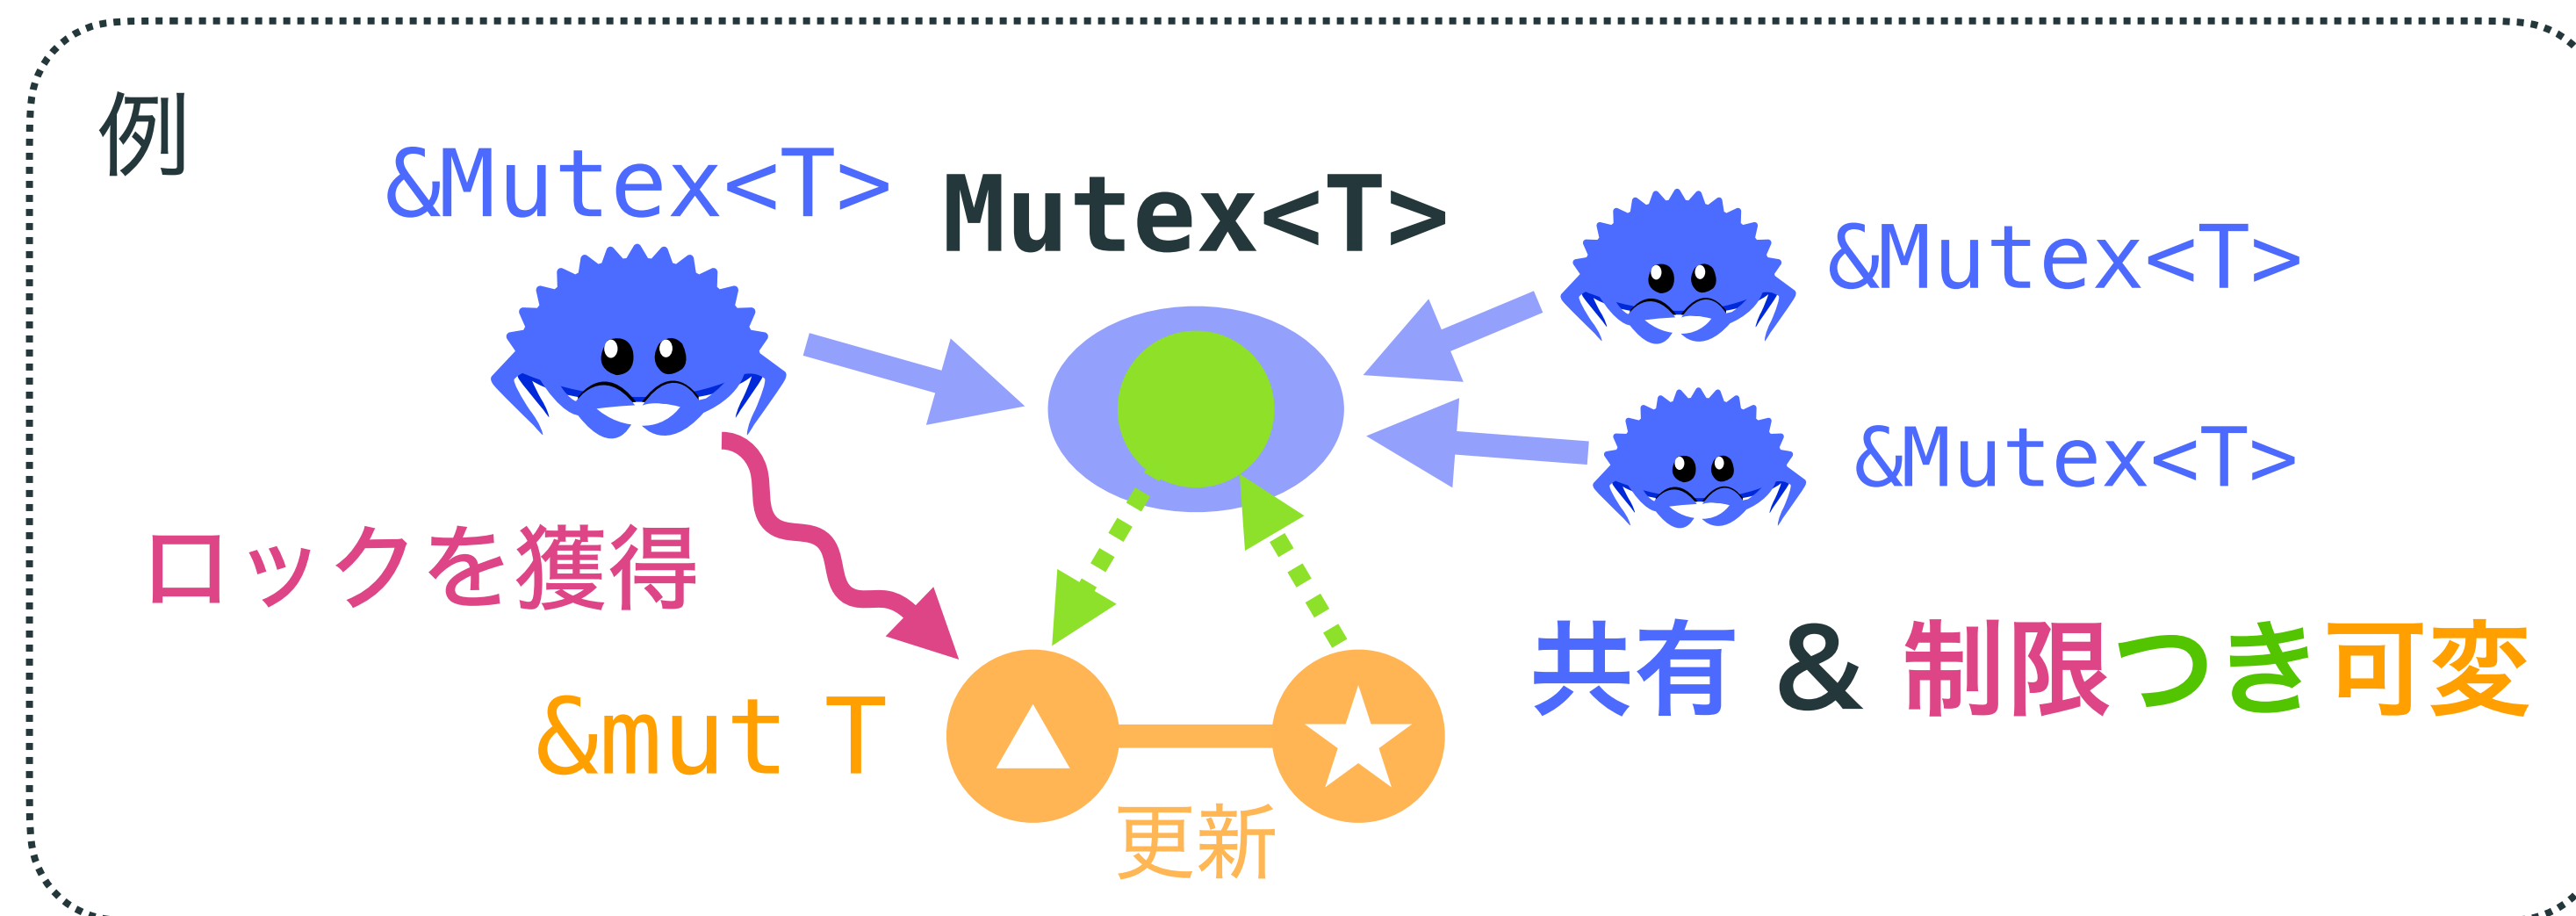 例
&Mutex<T>
Mutex<T>
&Mutex<T>
&Mutex<T>
ロックを獲得
共有 & 制限つき可変
&mut T
更新